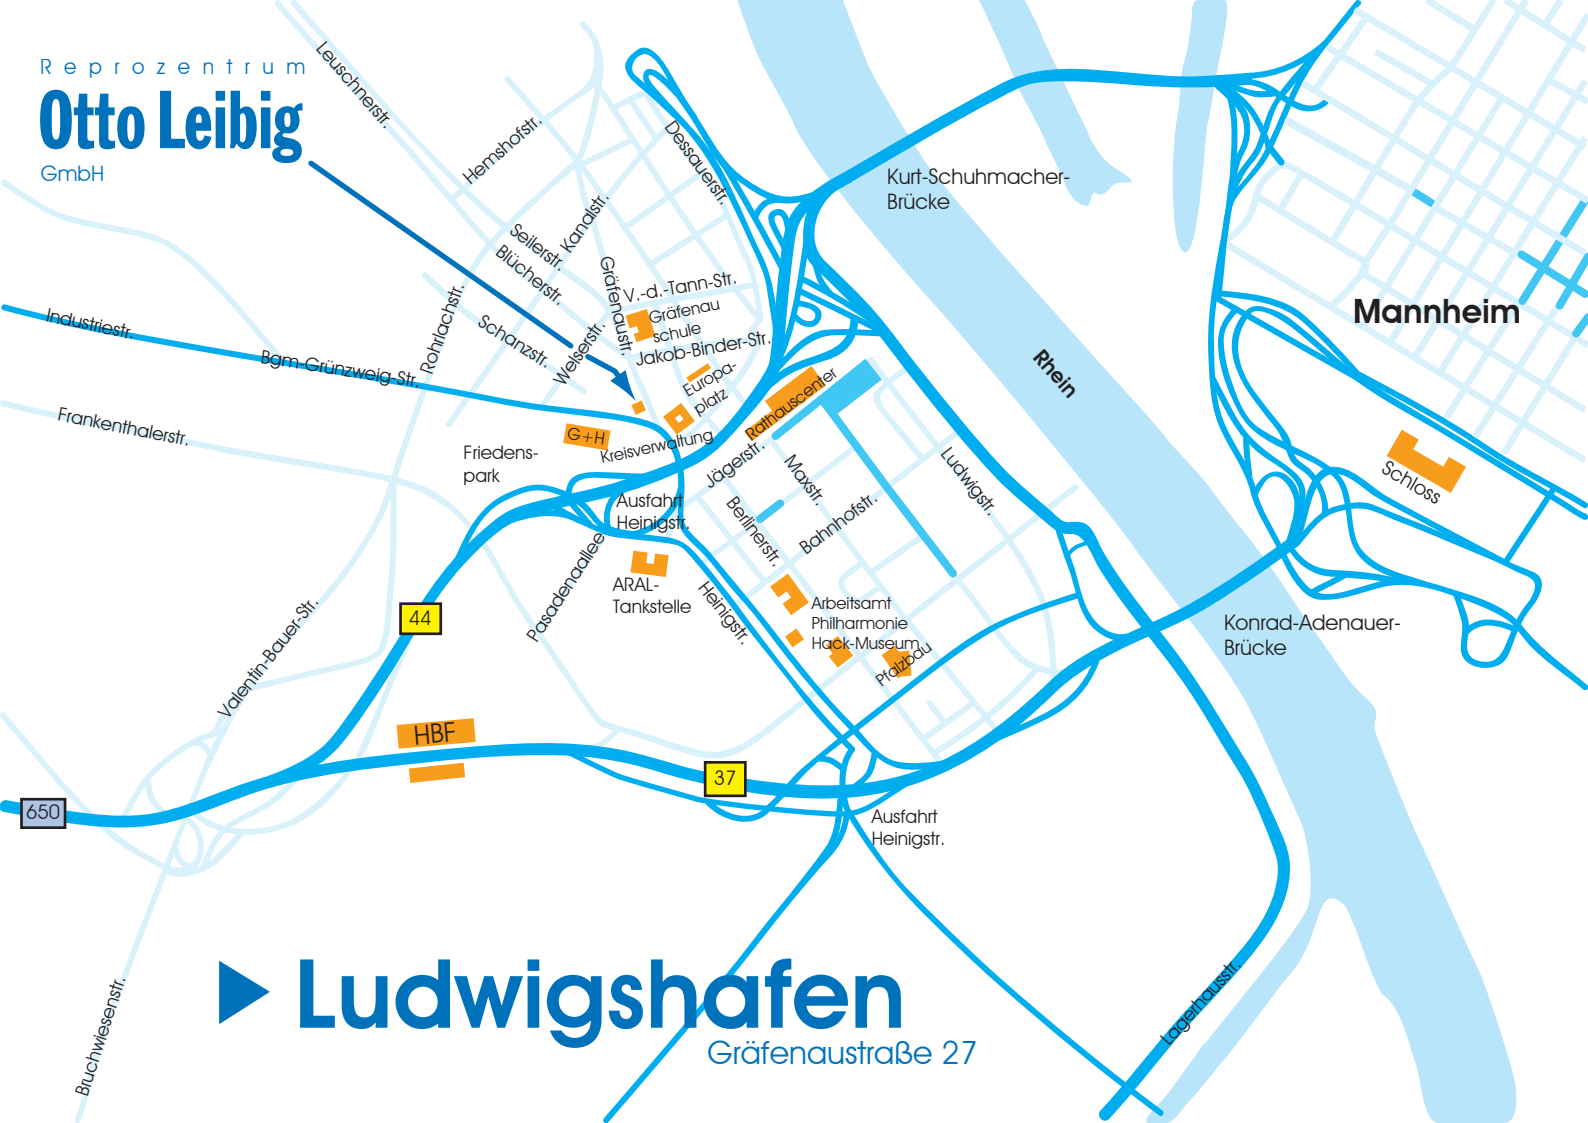 Reprozentrum
Otto Leibig
GmbH
Leuschnerstr.
Hemshofstr.
Dessauerstr.
Kanalstr.
Seilerstr.
Blücherstr.
Gräfenaustr.
V.-d.-Tann-Str.
Gräfenau
schule
Jakob-Binder-Str.
Kurt-Schuhmacher-
Brücke
Mannheim
Rhein
Industriestr.
Bgm-Grünzweig-Str.
Rohrlachstr.
Schanzstr.
Welserstr.
Europa-
platz
Rathauscenter
Frankenthalerstr.
Friedens-
park
G+H
Kreisverwaltung
Jägerstr.
Maxstr.
Ludwigstr.
Schloss
Ausfahrt
Heinigstr.
Berlinerstr.
Bahnhofstr.
Pasadenaallee
ARAL-
Tankstelle
Heinigstr.
Arbeitsamt
Philharmonie
Hack-Museum
Pfalzbau
Konrad-Adenauer-
Brücke
44
Valentin-Bauer-Str.
HBF
37
650
Ausfahrt
Heinigstr.
Bruchwiesenstr.
Lagerhausstr.
Ludwigshafen
Gräfenaustraße 27